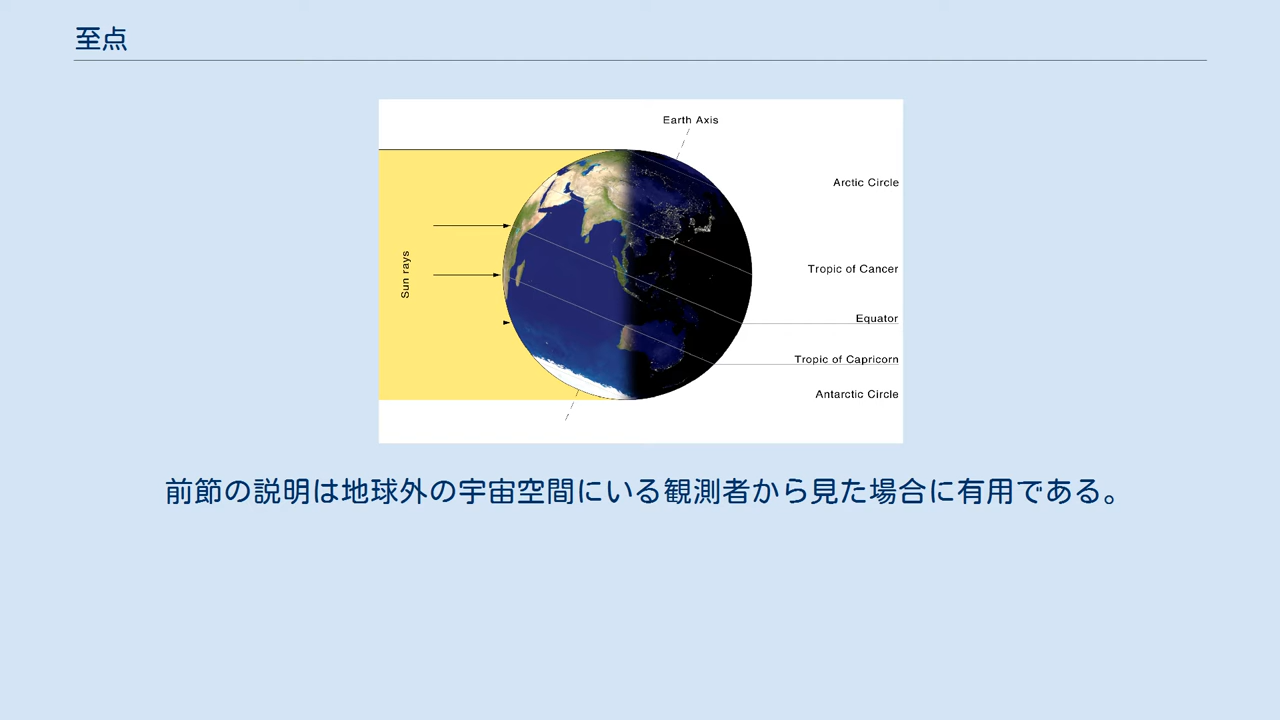 至点
Earth Axis
Arctic Circle
Sun rays
Tropic of Cancer
Equator
Tropic of Capricorn
Antarctic Circle
前節の説明は地球外の宇宙空間にいる観測者から見た場合に有用である。